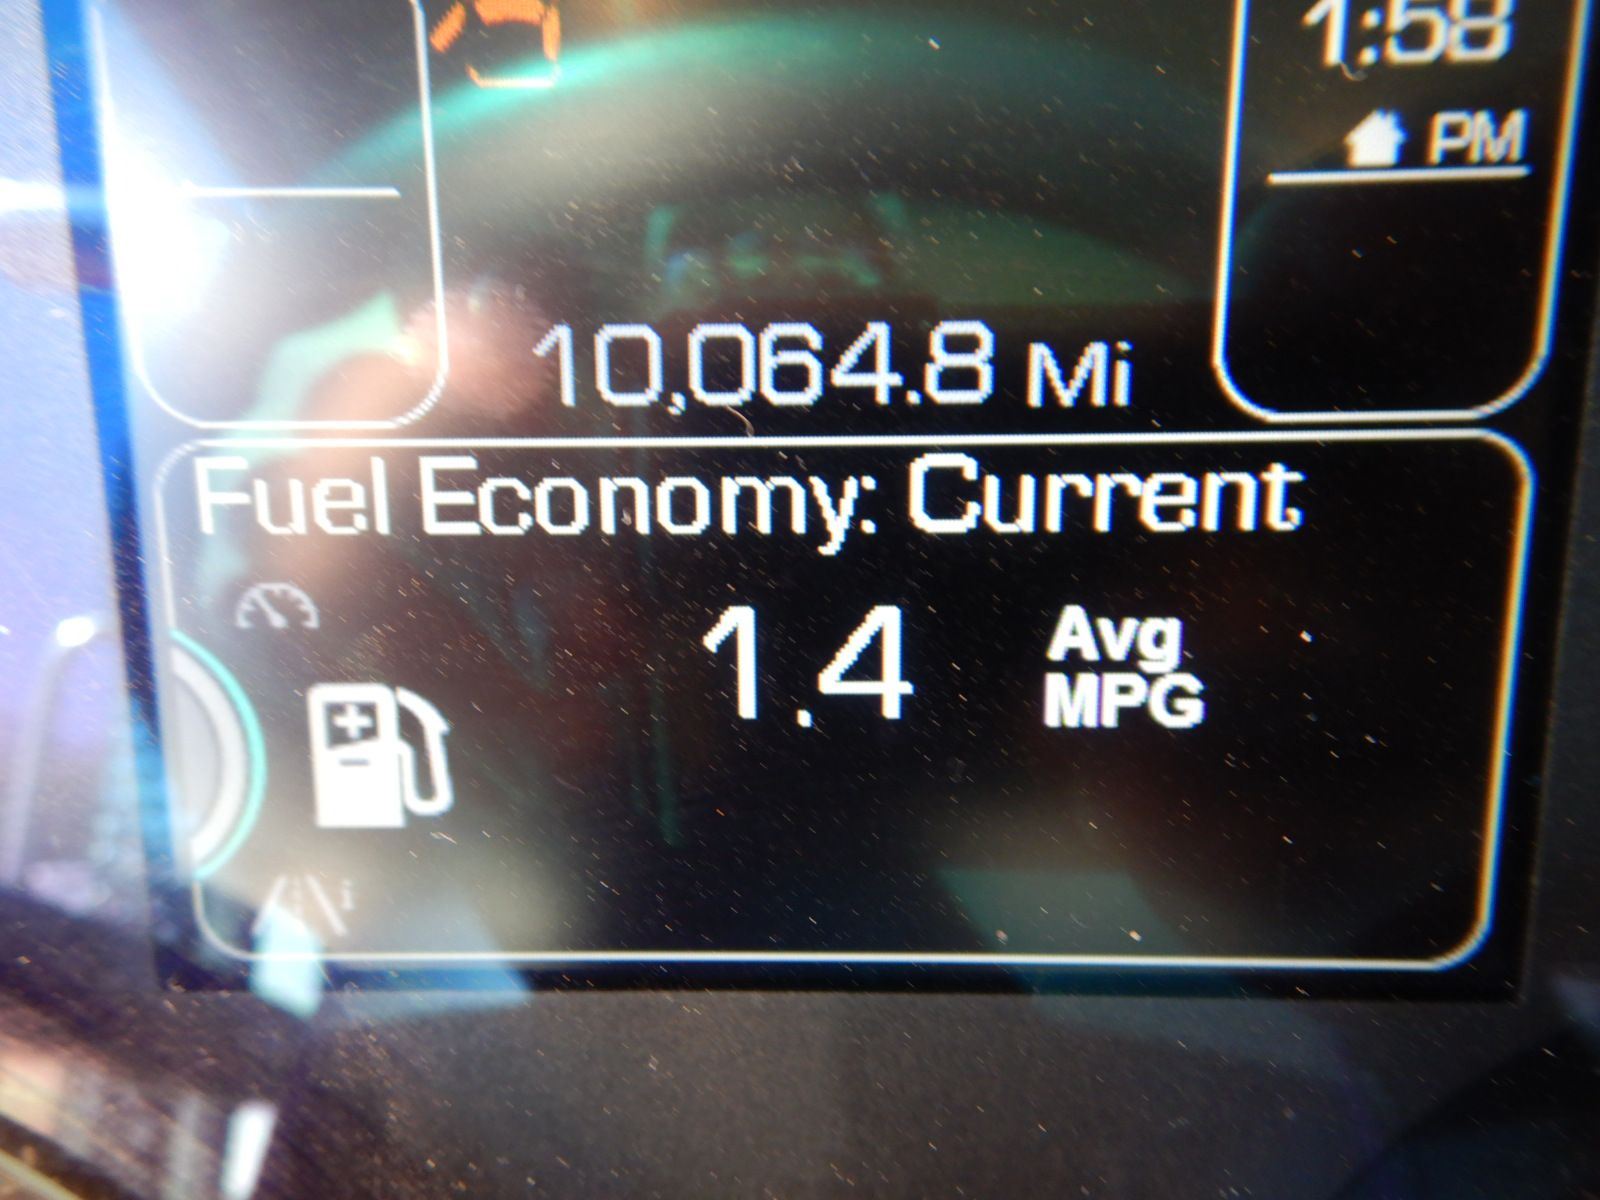 1:58
PM
10,064.8 Mi
Fuel Economy: Current
1.4 Avg
MPG